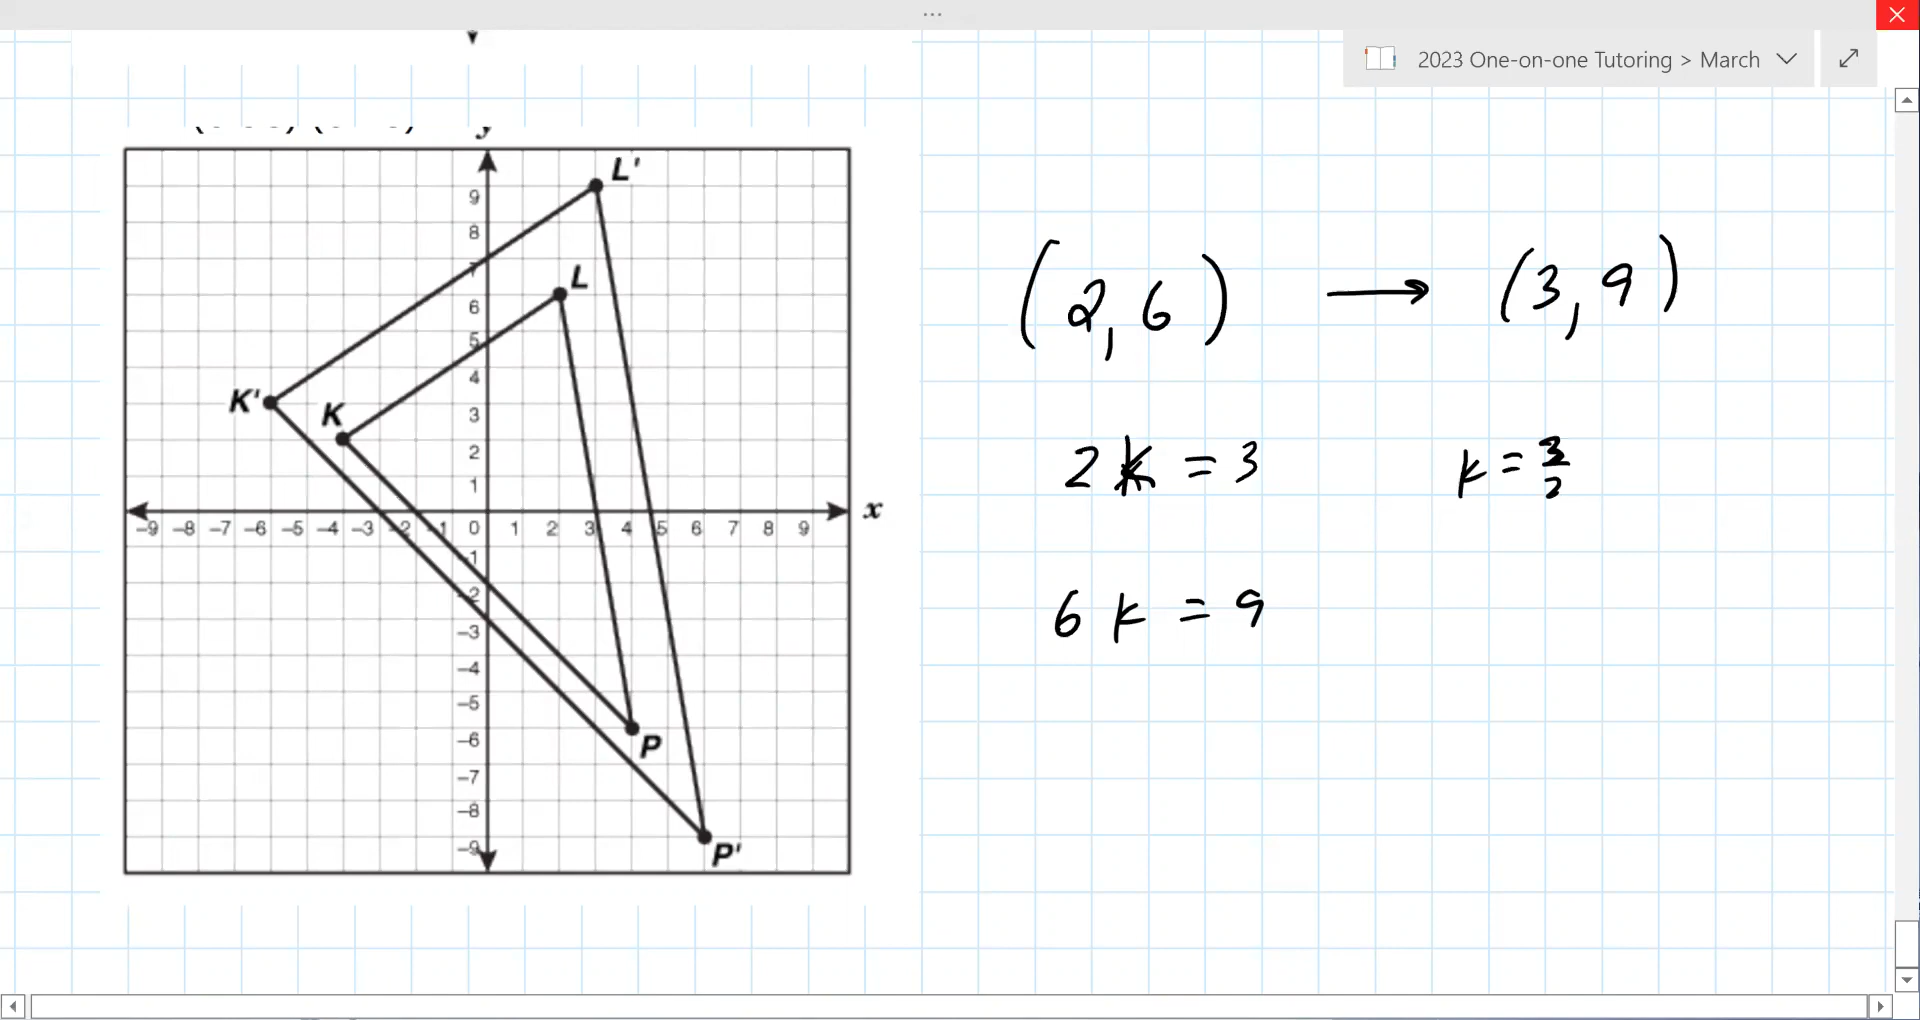 ...
2023 One-on-one Tutoring > March
y
L'
9
8
L
7
6
(2, 6) → (3, 9)
5
4
K'
K
3
2
2k = 3
k = 3/2
1
x
-9 -8 -7 -6 -5 -4 -3 -2 -1 0 1 2 3 4 5 6 7 8 9
-1
-2
6k = 9
-3
-4
-5
-6
P
-7
-8
-9
P'